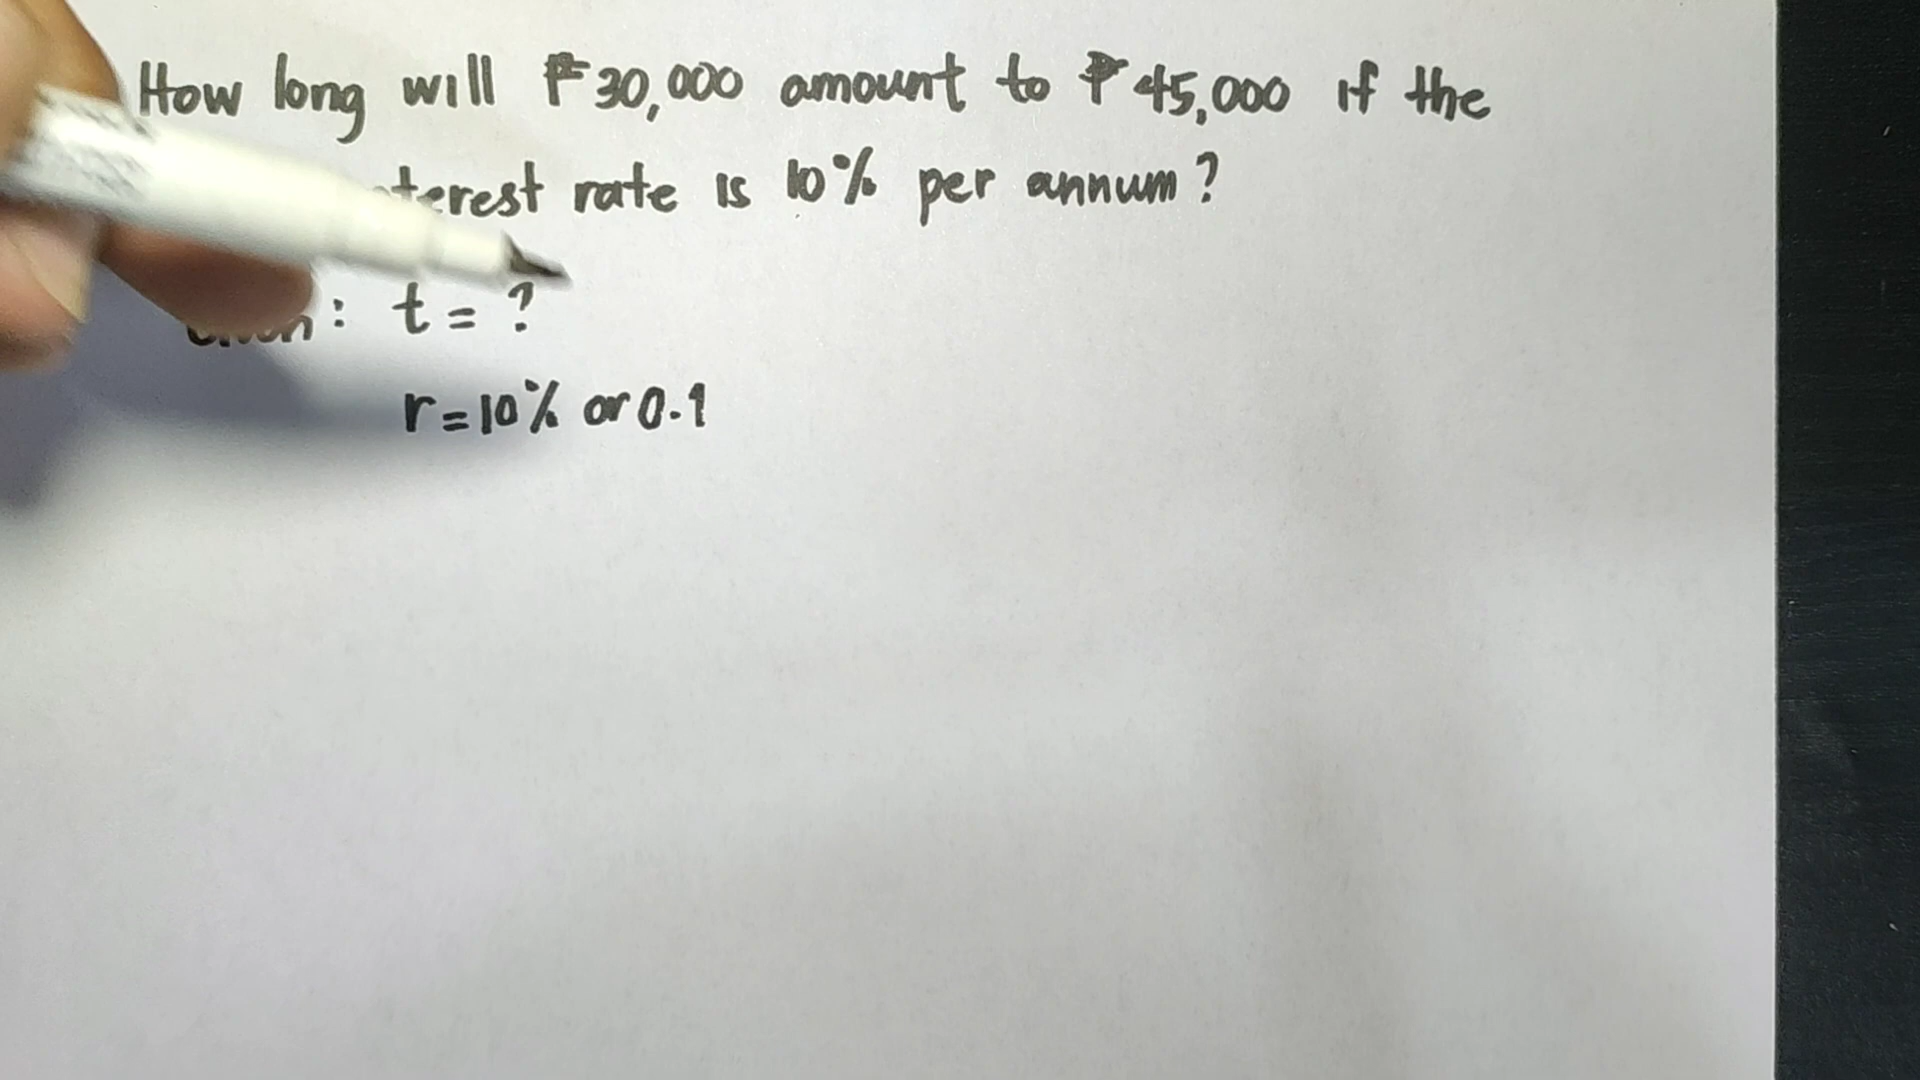 How long will ₱30,000 amount to ₱45,000 if the
terest rate is 10% per annum?
: t = ?
r = 10% or 0.1